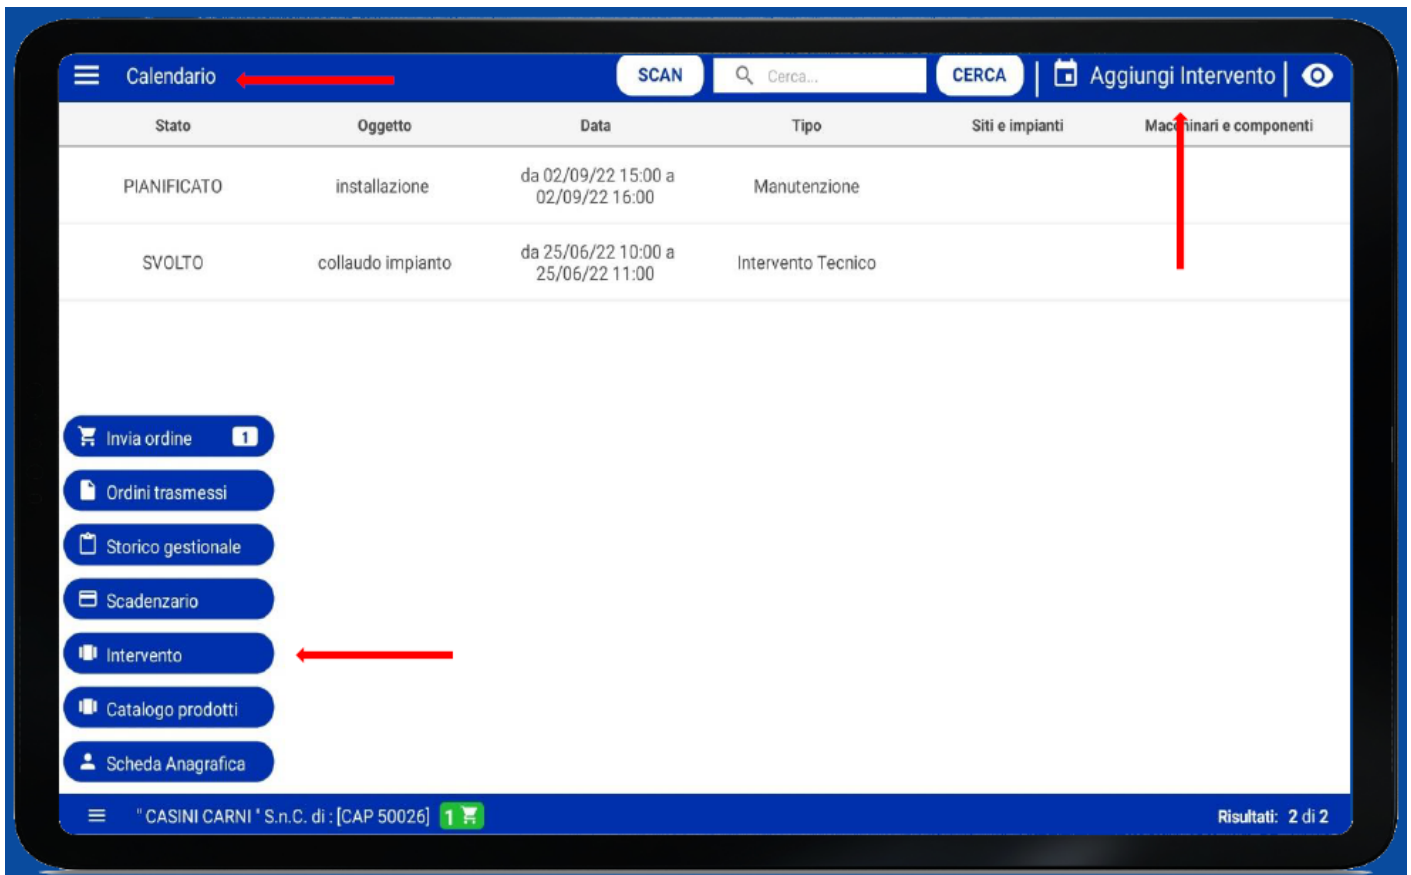 Calendario
SCAN
Cerca...
CERCA
Aggiungi Intervento
Stato Oggetto Data Tipo Siti e impianti Macchinari e componenti
PIANIFICATO installazione da 02/09/22 15:00 a 02/09/22 16:00 Manutenzione
SVOLTO collaudo impianto da 25/06/22 10:00 a 25/06/22 11:00 Intervento Tecnico
Invia ordine 1
Ordini trasmessi
Storico gestionale
Scadenzario
Intervento
Catalogo prodotti
Scheda Anagrafica
" CASINI CARNI " S.n.C. di : [CAP 50026] 1
Risultati: 2 di 2